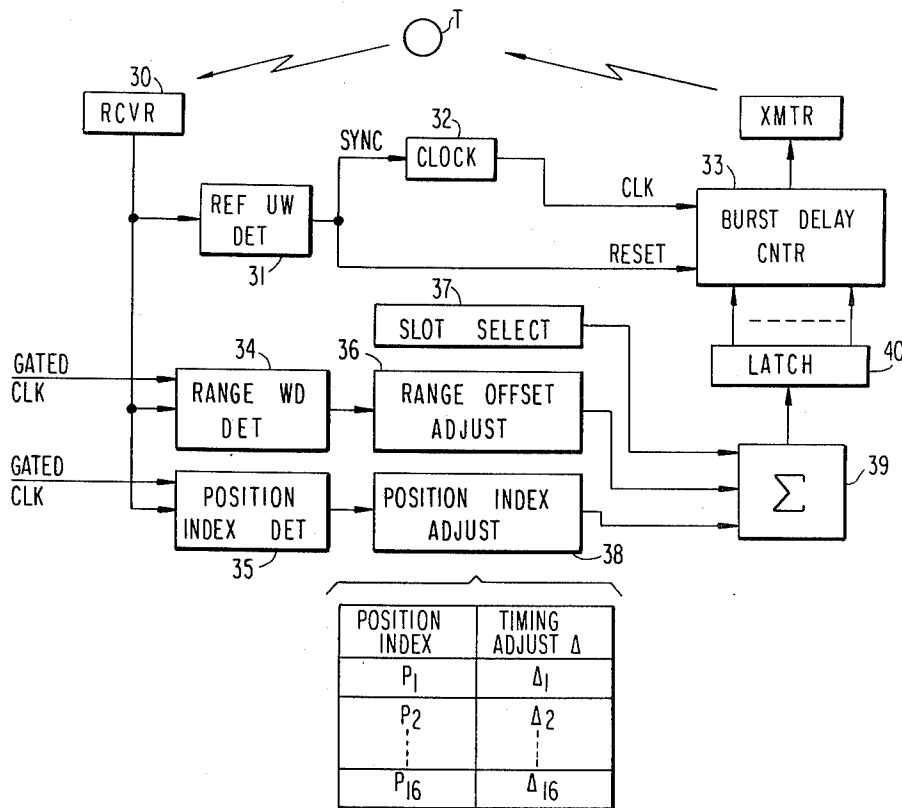 T
30
RCVR
XMTR
32
SYNC
CLOCK
33
CLK
REF UW
DET
31
BURST DELAY
CNTR
RESET
37
SLOT SELECT
LATCH
40
GATED
CLK
34
RANGE WD
DET
36
RANGE OFFSET
ADJUST
GATED
CLK
POSITION
INDEX DET
35
POSITION INDEX
ADJUST
38
Σ
39
POSITION
INDEX
TIMING
ADJUST Δ
P1 Δ1
P2 Δ2
P16 Δ16